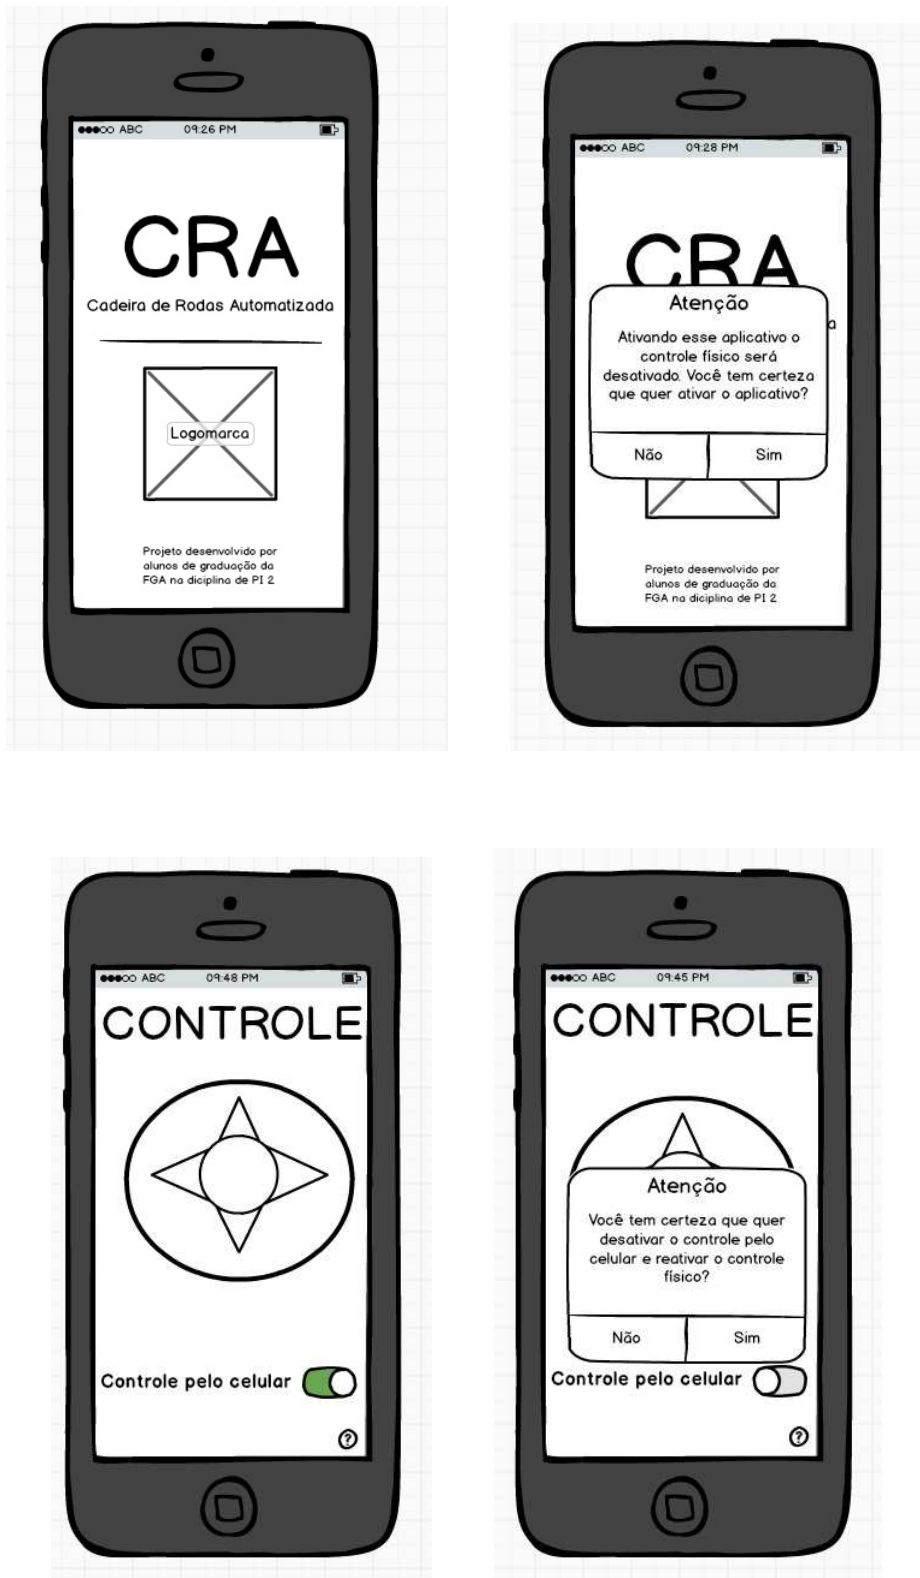 ABC 09:26 PM
CRA
Cadeira de Rodas Automatizada
Logomarca
Projeto desenvolvido por
alunos de graduação da
FGA na diciplina de PI 2
ABC 09:28 PM
CRA
a
Atenção
Ativando esse aplicativo o
controle físico será
desativado. Você tem certeza
que quer ativar o aplicativo?
Não Sim
Projeto desenvolvido por
alunos de graduação da
FGA na diciplina de PI 2
ABC 09:48 PM
CONTROLE
Controle pelo celular
?
ABC 09:45 PM
CONTROLE
Atenção
Você tem certeza que quer
desativar o controle pelo
celular e reativar o controle
físico?
Não Sim
Controle pelo celular
?